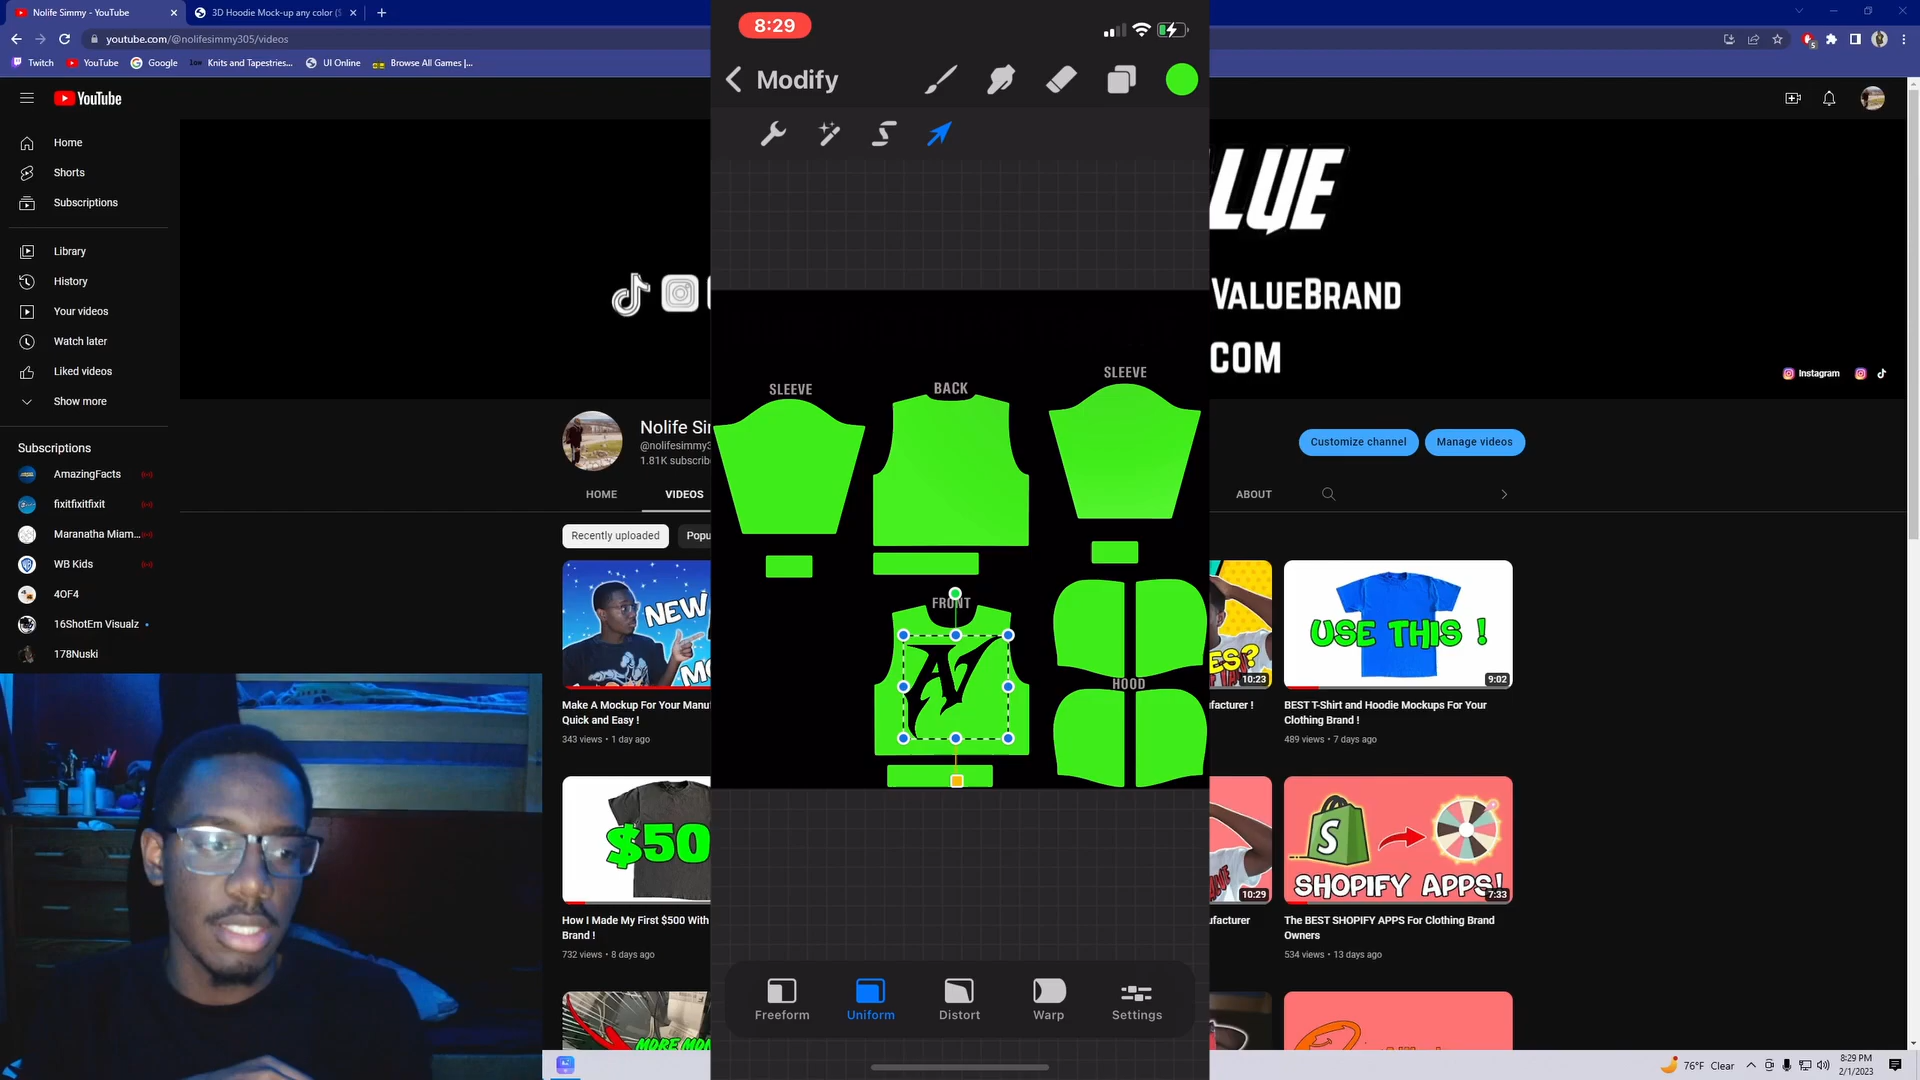 Nolife Simmy - YouTube
3D Hoodie Mock-up any color (S
youtube.com/@nolifesimmy305/videos
Twitch
YouTube
Google
Knits and Tapestries...
UI Online
Browse All Games |...
YouTube
Home
Shorts
Subscriptions
Library
History
Your videos
Watch later
Liked videos
Show more
Subscriptions
AmazingFacts
fixitfixitfixit
Maranatha Miam...
WB Kids
4OF4
16ShotEm Visualz
178Nuski
LUE
ValueBrand
.COM
Instagram
Nolife Sir
@nolifesimmy3
1.81K subscribe
Customize channel
Manage videos
HOME
VIDEOS
ABOUT
Recently uploaded
Popu
NEW
MO
Make A Mockup For Your Manuf
Quick and Easy !
343 views • 1 day ago
ES?
10:23
ufacturer !
USE THIS !
9:02
BEST T-Shirt and Hoodie Mockups For Your
Clothing Brand !
489 views • 7 days ago
$50
How I Made My First $500 With
Brand !
732 views • 8 days ago
10:29
ufacturer
SHOPIFY APPS!
7:33
The BEST SHOPIFY APPS For Clothing Brand
Owners
534 views • 13 days ago
8:29
Modify
SLEEVE
BACK
SLEEVE
FRONT
HOOD
Freeform
Uniform
Distort
Warp
Settings
76°F Clear
8:29 PM
2/1/2023